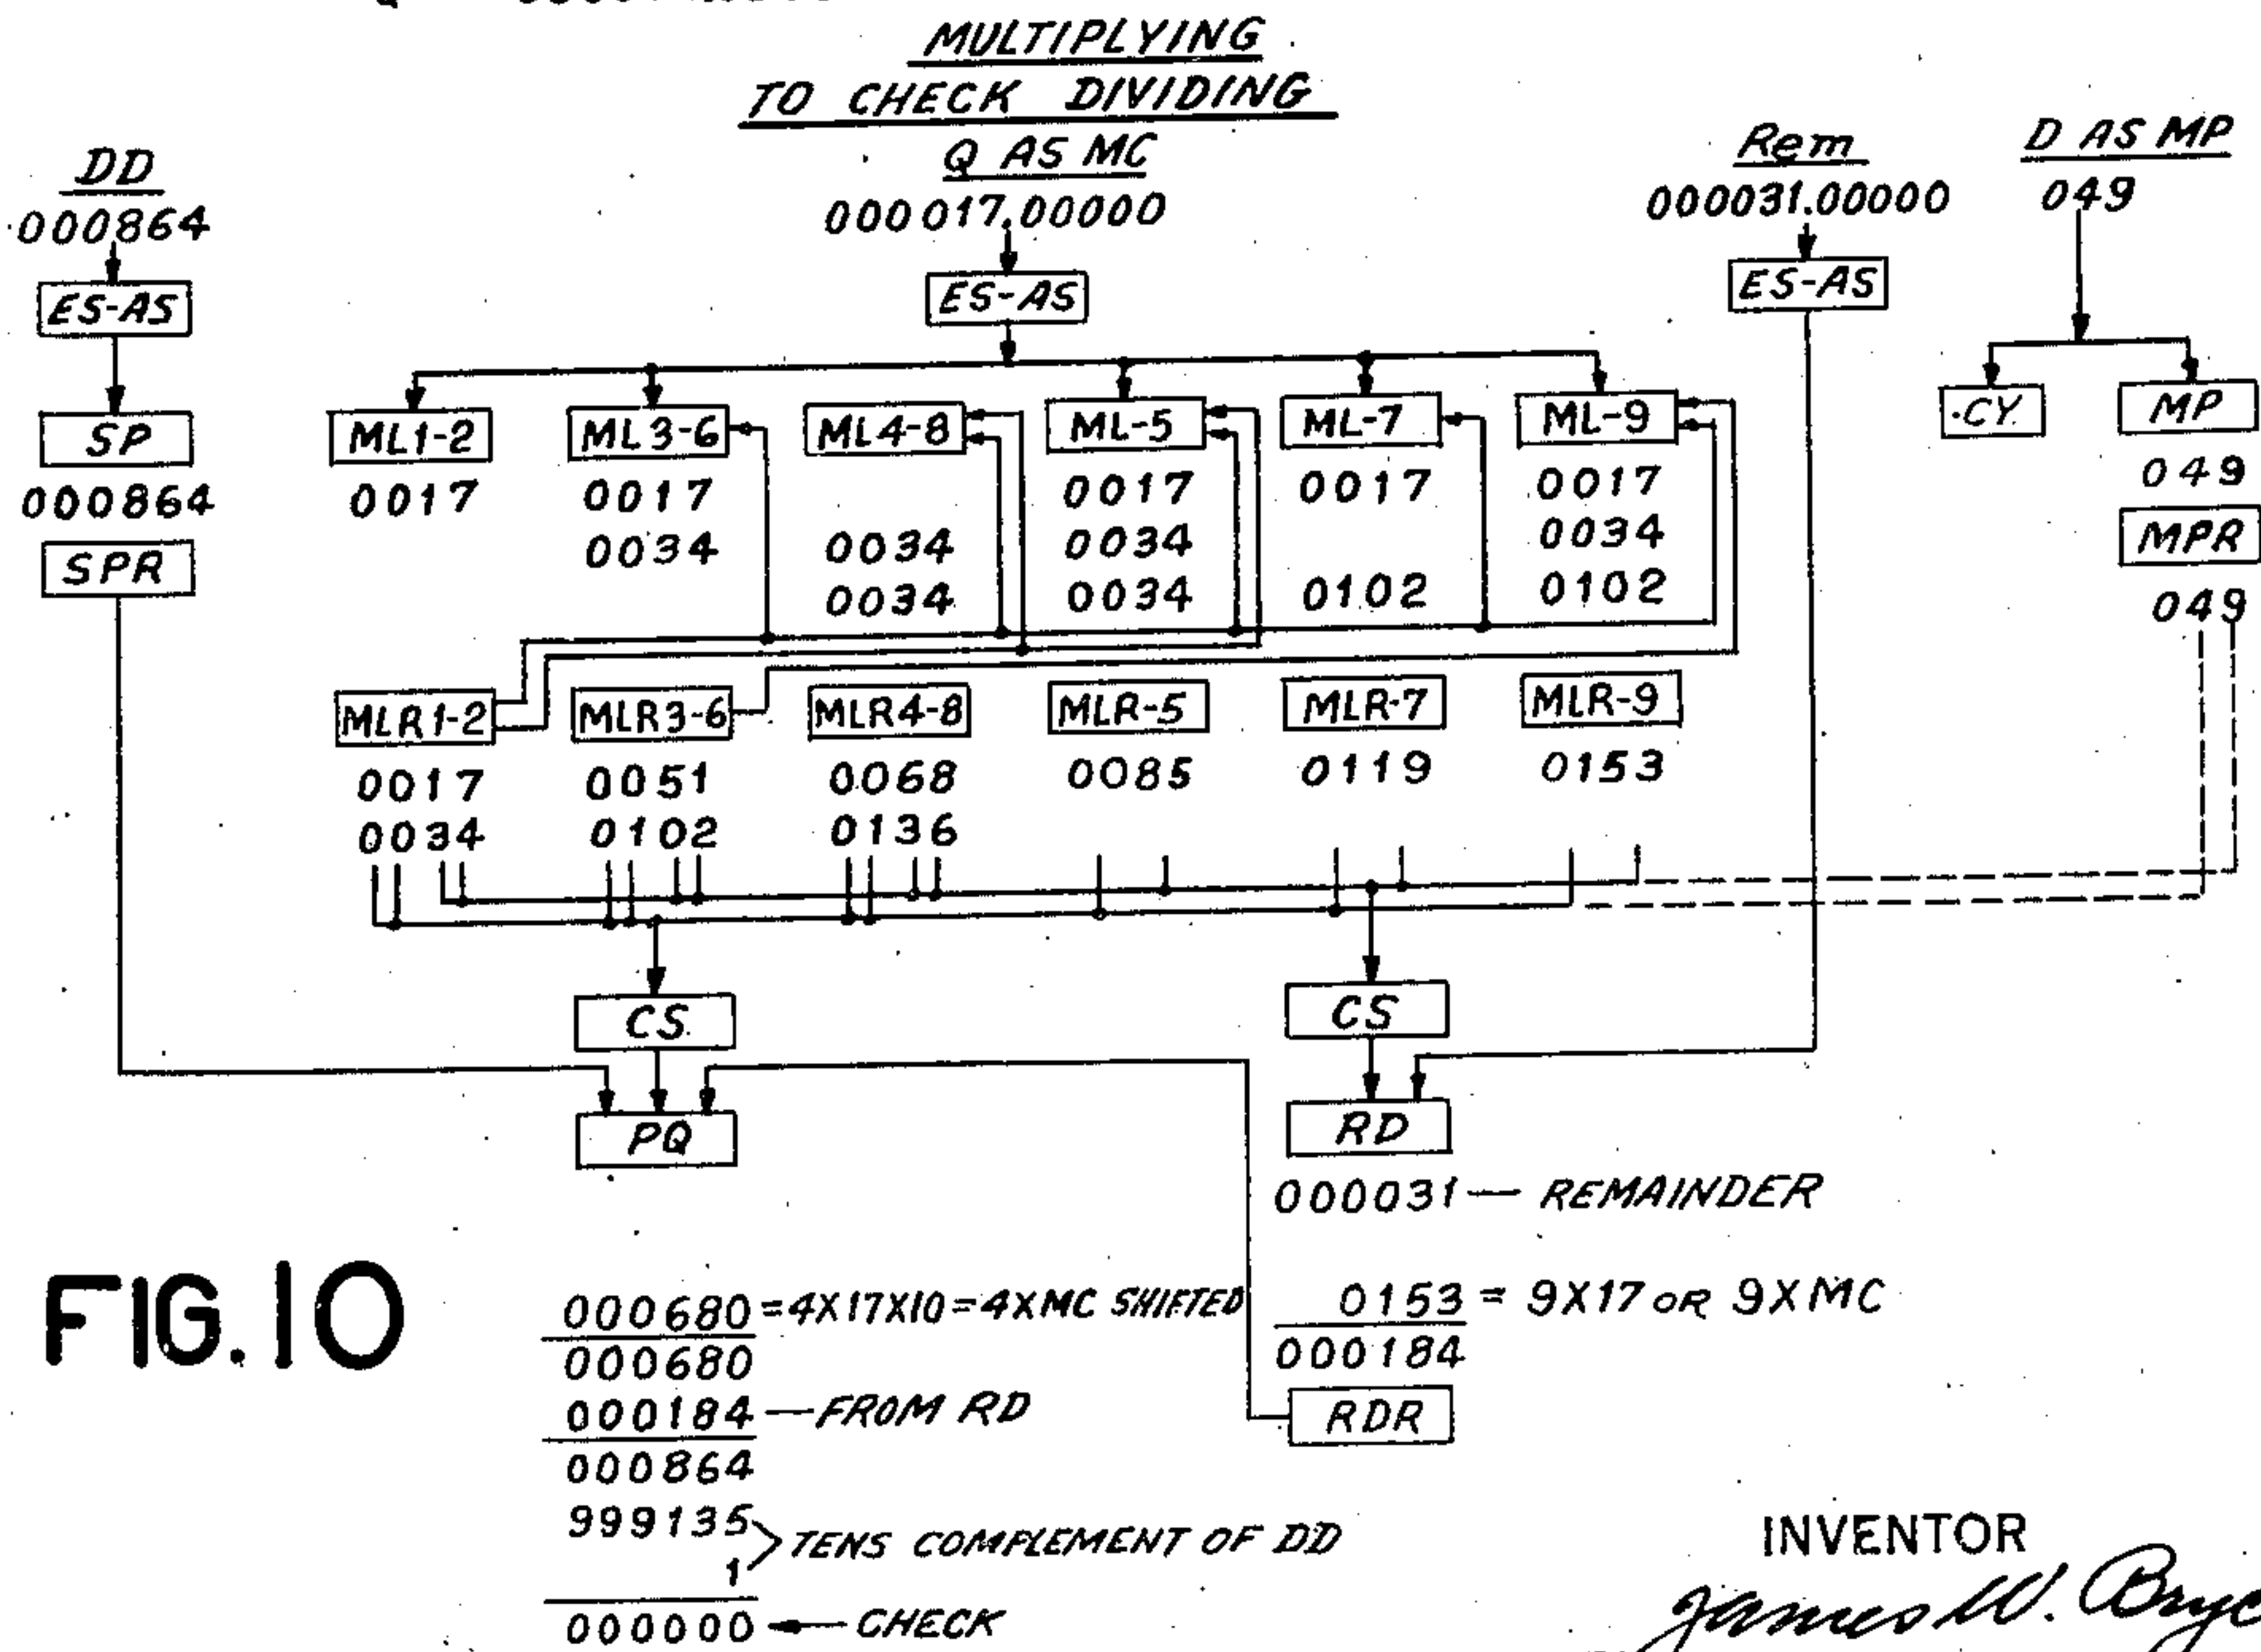 MULTIPLYING
TO CHECK DIVIDING
Q AS MC
000017.00000
DD
000864
Rem
000031.00000
D AS MP
049
ES-AS
ES-AS
ES-AS
SP
ML1-2
ML3-6
ML4-8
ML-5
ML-7
ML-9
CY
MP
000864
0017
0017
0017
0017
0017
049
0034
0034
0034
0034
SPR
MPR
0034
0034
0102
0102
049
MLR1-2
MLR3-6
MLR4-8
MLR-5
MLR-7
MLR-9
0017
0051
0068
0085
0119
0153
0034
0102
0136
CS
CS
PQ
RD
000031 — REMAINDER
000680 = 4X17X10 = 4XMC SHIFTED
0153 = 9X17 OR 9XMC
000680
000184
000184 — FROM RD
RDR
000864
999135
1
TENS COMPLEMENT OF DD
000000 ← CHECK
FIG.10
INVENTOR
James W.